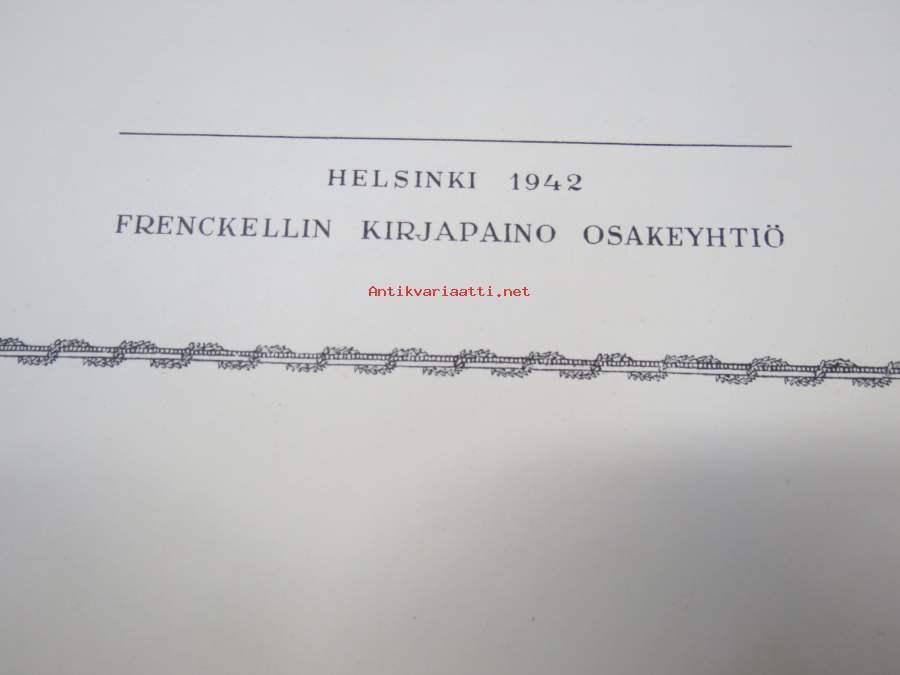 HELSINKI 1942
FRENCKELLIN KIRJAPAINO OSAKEYHTIÖ
Antikvariaatti.net